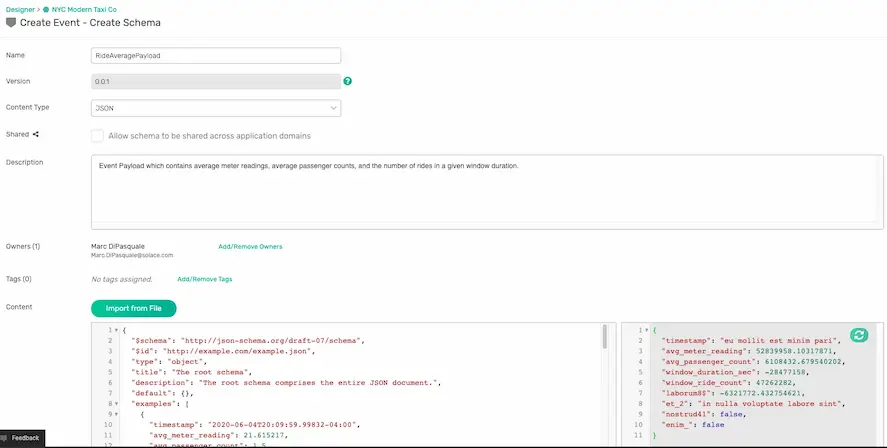 Designer > NYC Modern Taxi Co
Create Event - Create Schema
Name RideAveragePayload
Version 0.0.1
Content Type JSON
Shared Allow schema to be shared across application domains
Description Event Payload which contains average meter readings, average passenger counts, and the number of rides in a given window duration.
Owners (1) Marc DiPasquale Add/Remove Owners
Marc.DiPasquale@solace.com
Tags (0) No tags assigned. Add/Remove Tags
Content Import from File
1 {
2 "$schema": "http://json-schema.org/draft-07/schema",
3 "$id": "http://example.com/example.json",
4 "type": "object",
5 "title": "The root schema",
6 "description": "The root schema comprises the entire JSON document.",
7 "default": {},
8 "examples": [
9 {
10 "timestamp": "2020-06-04T20:09:59.99832-04:00",
11 "avg_meter_reading": 21.615217,
12 "avg_passenger_count": 1.5,
1 {
2 "timestamp": "eu mollit est minim pari",
3 "avg_meter_reading": 52839958.10317871,
4 "avg_passenger_count": 6108432.679540202,
5 "window_duration_sec": -28477158,
6 "window_ride_count": 47262282,
7 "laborum8$": -6321772.432754621,
8 "et_2": "in nulla voluptate labore sint",
9 "nostrud41": false,
10 "enim_": false
11 }
Feedback